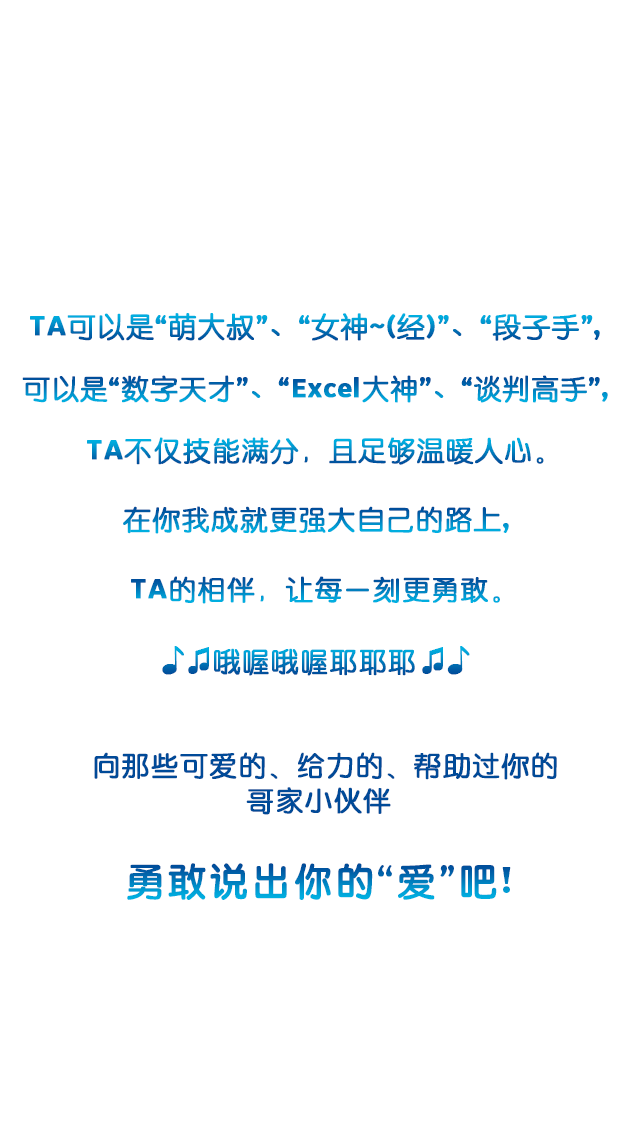 TA可以是“萌大叔”、“女神~(经)”、“段子手”,
可以是“数字天才”、“Excel大神”、“谈判高手”,
TA不仅技能满分，且足够温暖人心。
在你我成就更强大自己的路上,
TA的相伴，让每一刻更勇敢。
♪♫哦喔哦喔耶耶耶♫♪
向那些可爱的、给力的、帮助过你的
哥家小伙伴
勇敢说出你的“爱”吧!